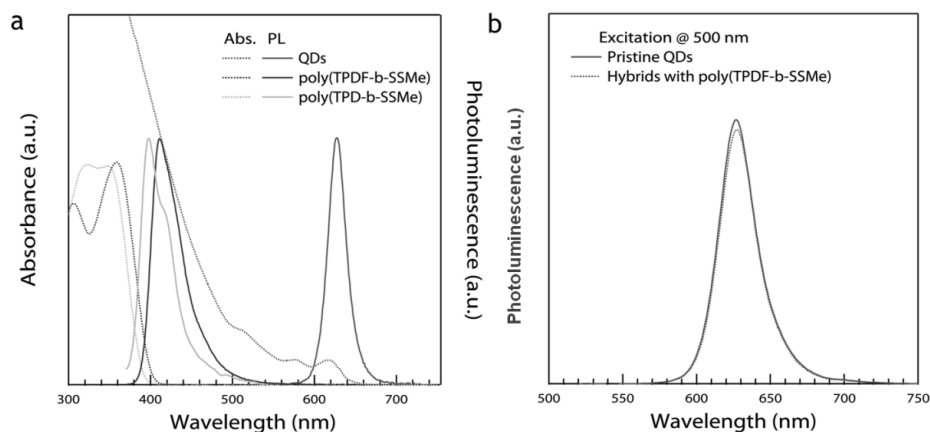 a
Abs. PL
QDs
poly(TPDF-b-SSMe)
poly(TPD-b-SSMe)
Absorbance (a.u.)
Photoluminescence (a.u.)
300 400 500 600 700
Wavelength (nm)
b
Excitation @ 500 nm
Pristine QDs
Hybrids with poly(TPDF-b-SSMe)
Photoluminescence (a.u.)
500 550 600 650 700 750
Wavelength (nm)